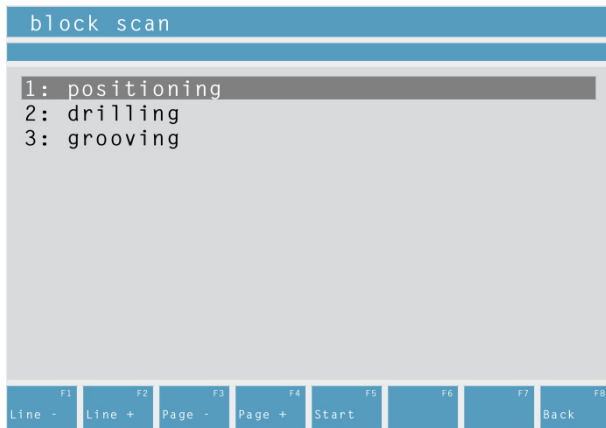 block scan
1: positioning
2: drilling
3: grooving
F1 F2 F3 F4 F5 F6 F7 F8
Line - Line + Page - Page + Start Back